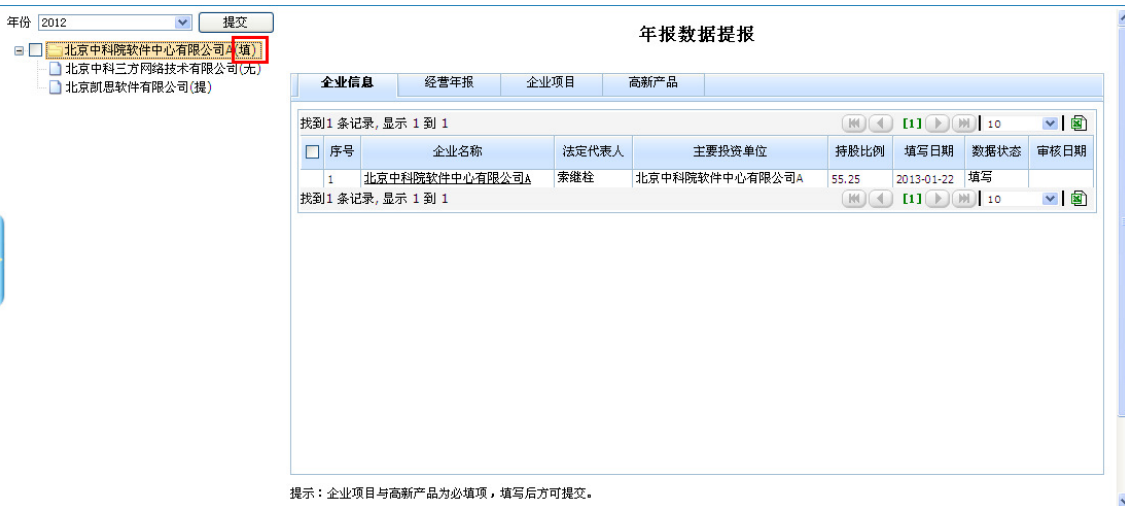 年份 2012 提交
北京中科院软件中心有限公司A(填)
北京中科三方网络技术有限公司(无)
北京凯思软件有限公司(提)
年报数据提报
企业信息 经营年报 企业项目 高新产品
找到1 条记录, 显示 1 到 1 [1] 10
序号 企业名称 法定代表人 主要投资单位 持股比例 填写日期 数据状态 审核日期
1 北京中科院软件中心有限公司A 索继栓 北京中科院软件中心有限公司A 55.25 2013-01-22 填写
找到1 条记录, 显示 1 到 1 [1] 10
提示：企业项目与高新产品为必填项，填写后方可提交。